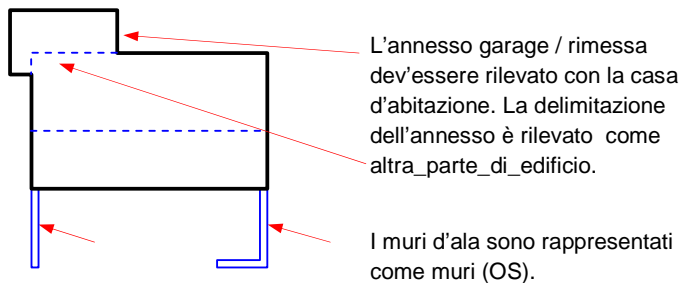 L'annesso garage / rimessa
dev'essere rilevato con la casa
d'abitazione. La delimitazione
dell'annesso è rilevato come
altra_parte_di_edificio.
I muri d'ala sono rappresentati
come muri (OS).